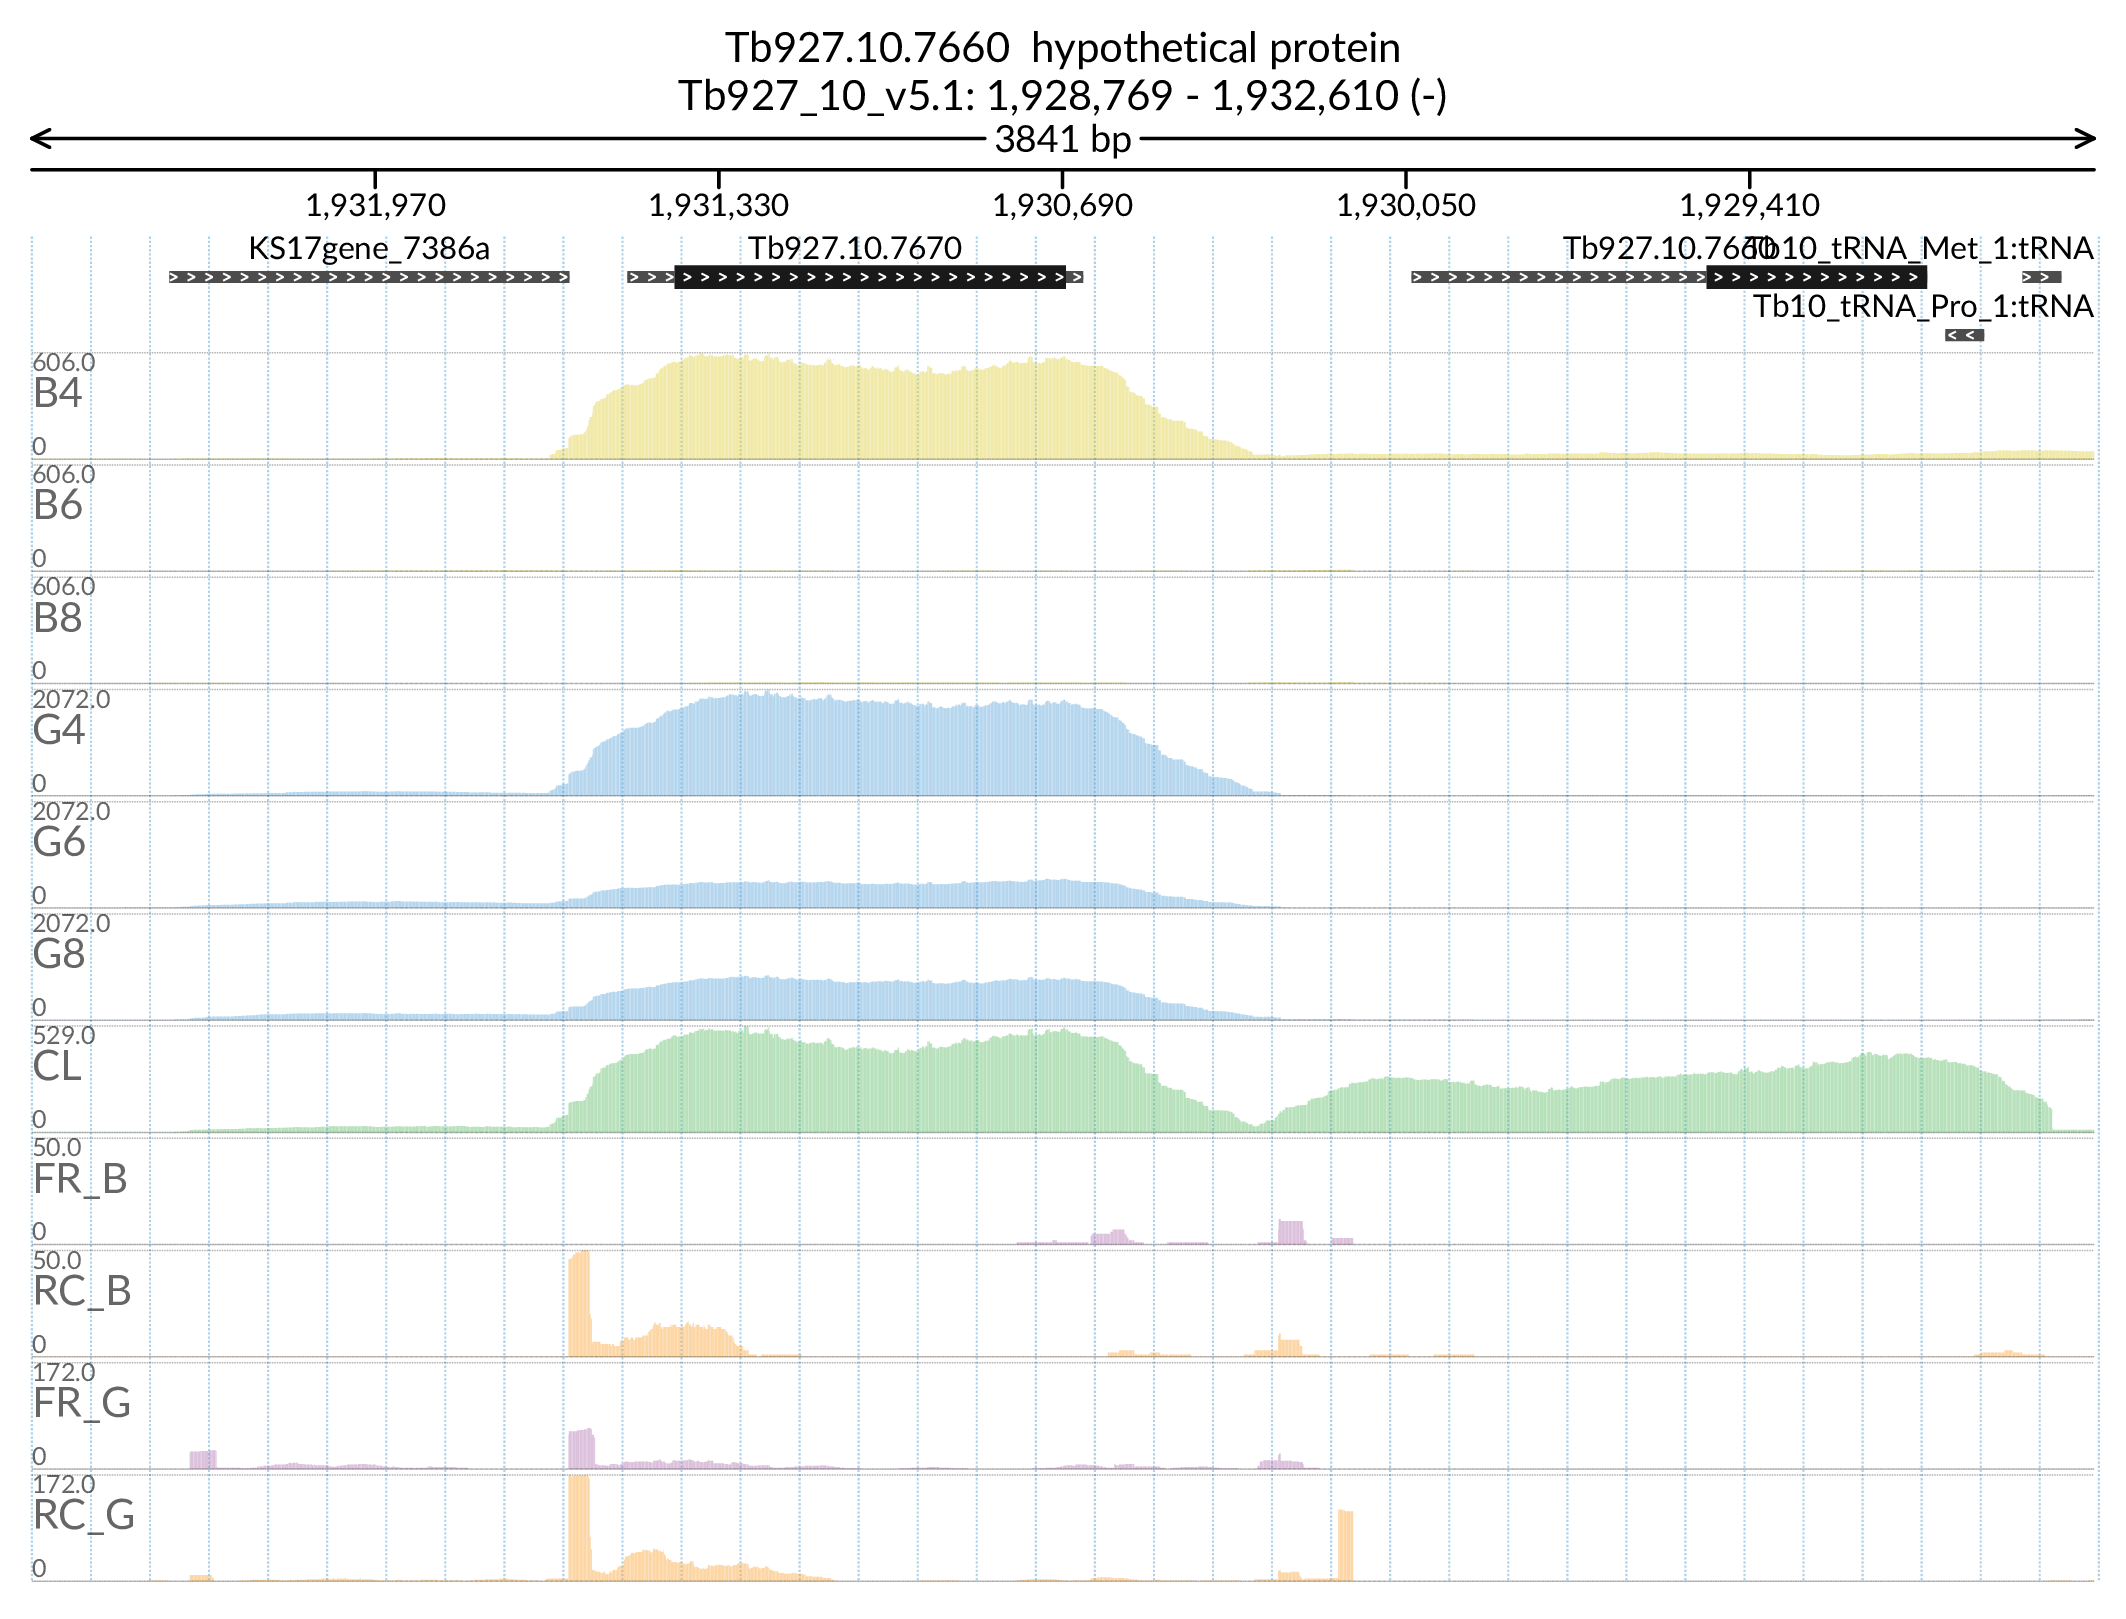 Tb927.10.7660 hypothetical protein
Tb927_10_v5.1: 1,928,769 - 1,932,610 (-)
3841 bp
1,931,970 1,931,330 1,930,690 1,930,050 1,929,410
KS17gene_7386a Tb927.10.7670 Tb927.10.7660 Tb10_tRNA_Met_1:tRNA
Tb10_tRNA_Pro_1:tRNA
606.0
B4
0
606.0
B6
0
606.0
B8
0
2072.0
G4
0
2072.0
G6
0
2072.0
G8
0
529.0
CL
0
50.0
FR_B
0
50.0
RC_B
0
172.0
FR_G
0
172.0
RC_G
0